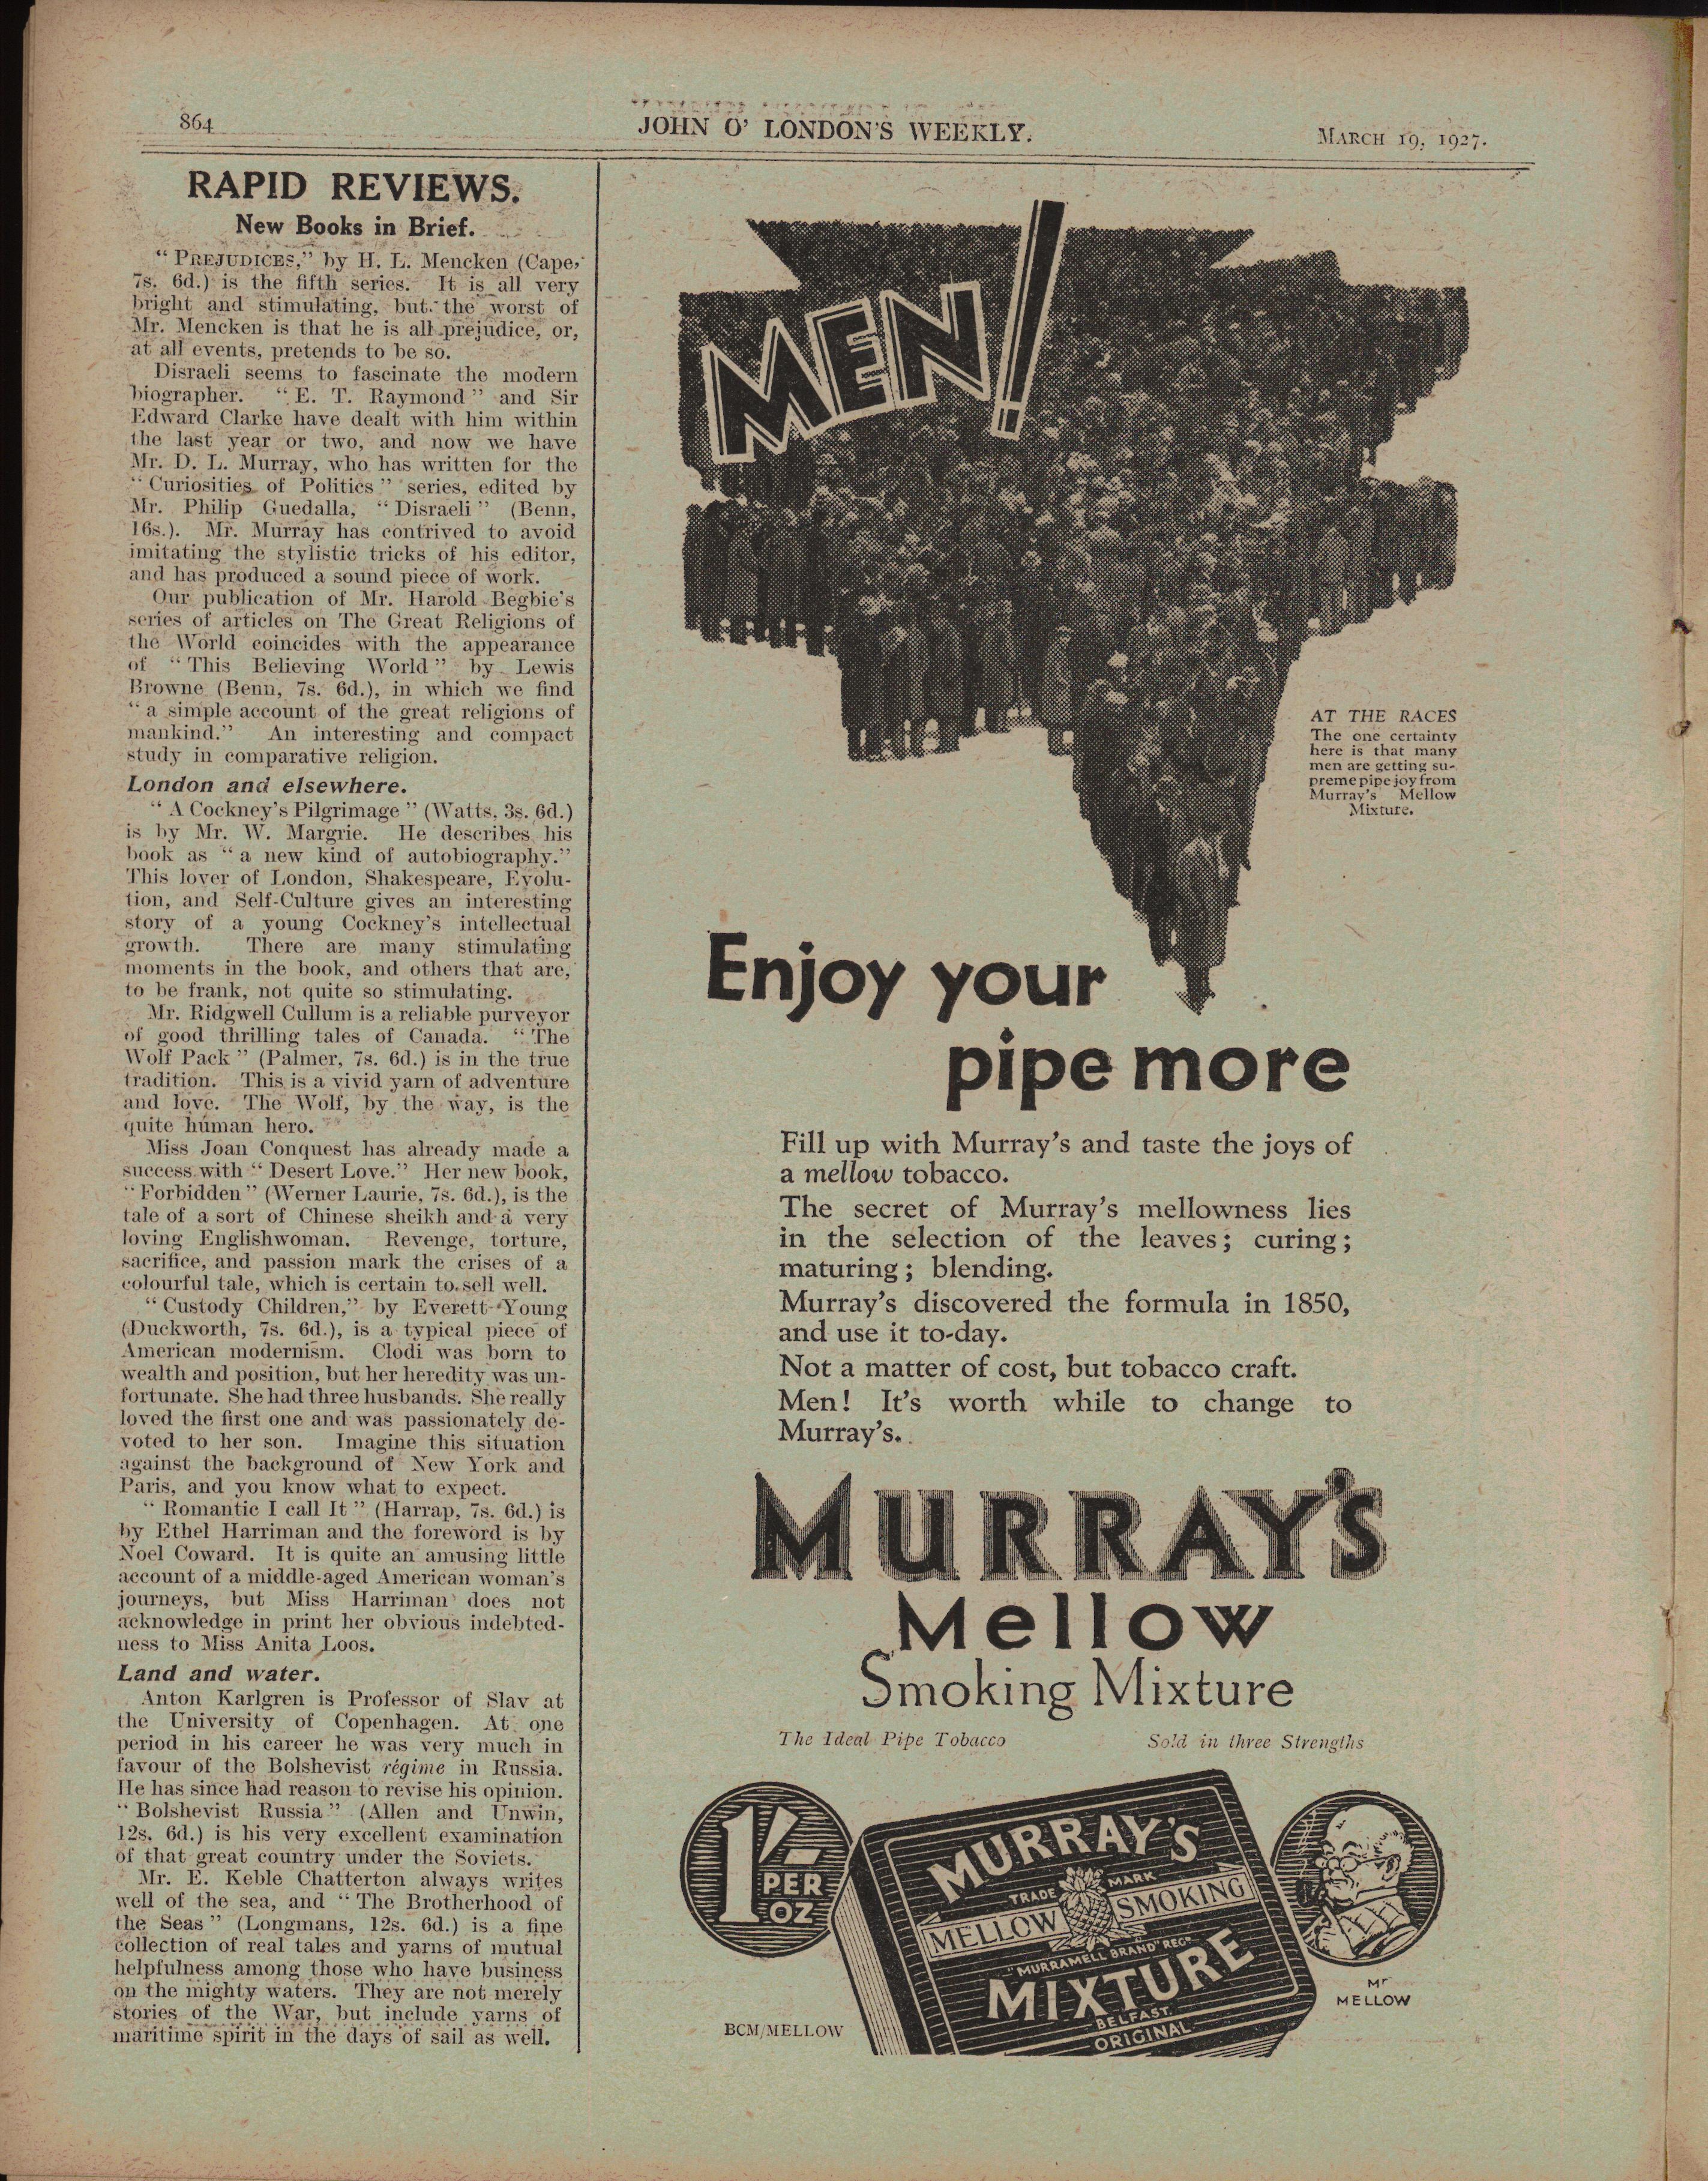 864
JOHN O' LONDON'S WEEKLY.
MARCH 19, 1927.
RAPID REVIEWS.
New Books in Brief.
“ PREJUDICES,” by H. L. Mencken (Cape,
7s. 6d.) is the fifth series. It is all very
bright and stimulating, but the worst of
Mr. Mencken is that he is all prejudice, or,
at all events, pretends to be so.
Disraeli seems to fascinate the modern
biographer. “ E. T. Raymond ” and Sir
Edward Clarke have dealt with him within
the last year or two, and now we have
Mr. D. L. Murray, who has written for the
“ Curiosities of Politics ” series, edited by
Mr. Philip Guedalla, “ Disraeli ” (Benn,
16s.). Mr. Murray has contrived to avoid
imitating the stylistic tricks of his editor,
and has produced a sound piece of work.
Our publication of Mr. Harold Begbie's
series of articles on The Great Religions of
the World coincides with the appearance
of “ This Believing World ” by Lewis
Browne (Benn, 7s. 6d.), in which we find
“ a simple account of the great religions of
mankind.” An interesting and compact
study in comparative religion.
London and elsewhere.
“ A Cockney's Pilgrimage ” (Watts, 3s. 6d.)
is by Mr. W. Margrie. He describes his
book as “ a new kind of autobiography.”
This lover of London, Shakespeare, Evolu-
tion, and Self-Culture gives an interesting
story of a young Cockney's intellectual
growth. There are many stimulating
moments in the book, and others that are,
to be frank, not quite so stimulating.
Mr. Ridgwell Cullum is a reliable purveyor
of good thrilling tales of Canada. “ The
Wolf Pack ” (Palmer, 7s. 6d.) is in the true
tradition. This is a vivid yarn of adventure
and love. The Wolf, by the way, is the
quite human hero.
Miss Joan Conquest has already made a
success with “ Desert Love.” Her new book,
“ Forbidden ” (Werner Laurie, 7s. 6d.), is the
tale of a sort of Chinese sheikh and a very
loving Englishwoman. Revenge, torture,
sacrifice, and passion mark the crises of a
colourful tale, which is certain to sell well.
“ Custody Children,” by Everett Young
(Duckworth, 7s. 6d.), is a typical piece of
American modernism. Clodi was born to
wealth and position, but her heredity was un-
fortunate. She had three husbands. She really
loved the first one and was passionately de-
voted to her son. Imagine this situation
against the background of New York and
Paris, and you know what to expect.
“ Romantic I call It ” (Harrap, 7s. 6d.) is
by Ethel Harriman and the foreword is by
Noel Coward. It is quite an amusing little
account of a middle-aged American woman's
journeys, but Miss Harriman does not
acknowledge in print her obvious indebted-
ness to Miss Anita Loos.
Land and water.
Anton Karlgren is Professor of Slav at
the University of Copenhagen. At one
period in his career he was very much in
favour of the Bolshevist régime in Russia.
He has since had reason to revise his opinion.
“ Bolshevist Russia ” (Allen and Unwin,
12s. 6d.) is his very excellent examination
of that great country under the Soviets.
Mr. E. Keble Chatterton always writes
well of the sea, and “ The Brotherhood of
the Seas ” (Longmans, 12s. 6d.) is a fine
collection of real tales and yarns of mutual
helpfulness among those who have business
on the mighty waters. They are not merely
stories of the War, but include yarns of
maritime spirit in the days of sail as well.
MEN!
AT THE RACES
The one certainty
here is that many
men are getting su-
preme pipe joy from
Murray's Mellow
Mixture.
Enjoy your
pipe more
Fill up with Murray's and taste the joys of
a mellow tobacco.
The secret of Murray's mellowness lies
in the selection of the leaves; curing;
maturing; blending.
Murray's discovered the formula in 1850,
and use it to-day.
Not a matter of cost, but tobacco craft.
Men! It's worth while to change to
Murray's.
MURRAY'S
Mellow
Smoking Mixture
The Ideal Pipe Tobacco
Sold in three Strengths
1/-
PER
OZ
MURRAY'S
TRADE MARK
MELLOW SMOKING
"MURRAMELL BRAND" REGD
MIXTURE
BELFAST.
ORIGINAL
Mr
MELLOW
BCM/MELLOW